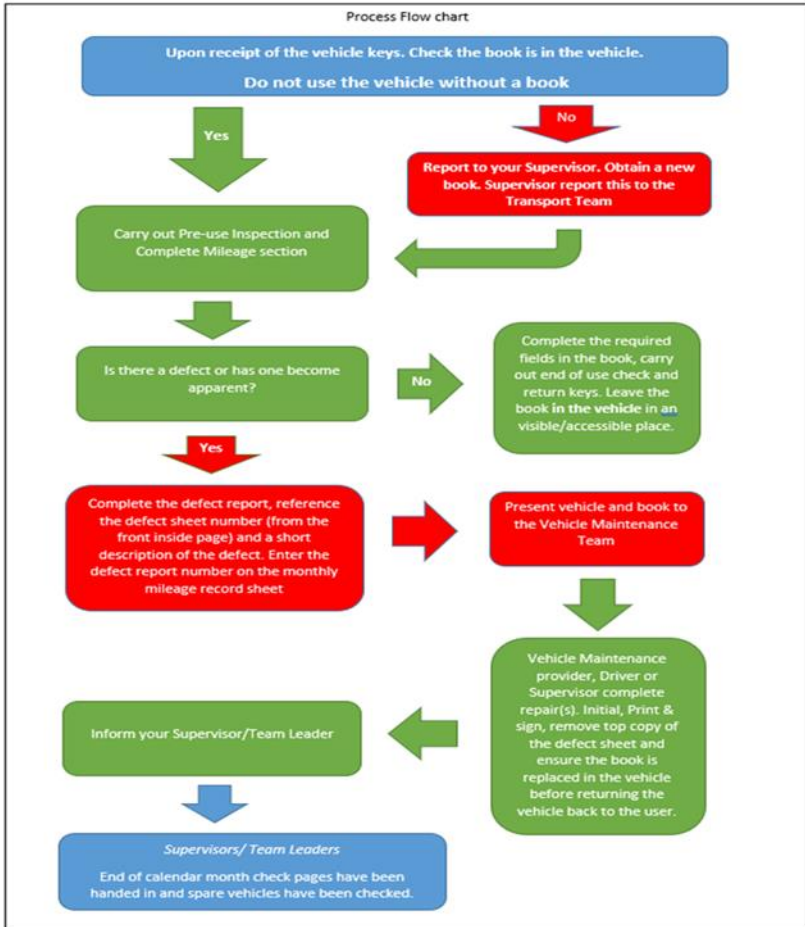 Process Flow chart
Upon receipt of the vehicle keys. Check the book is in the vehicle.
Do not use the vehicle without a book
Yes
No
Report to your Supervisor. Obtain a new
book. Supervisor report this to the
Transport Team
Carry out Pre-use Inspection and
Complete Mileage section
Is there a defect or has one become
apparent?
No
Complete the required
fields in the book, carry
out end of use check and
return keys. Leave the
book in the vehicle in an
visible/accessible place.
Yes
Complete the defect report, reference
the defect sheet number (from the
front inside page) and a short
description of the defect. Enter the
defect report number on the monthly
mileage record sheet
Present vehicle and book to
the Vehicle Maintenance
Team
Vehicle Maintenance
provider, Driver or
Supervisor complete
repair(s). Initial, Print &
sign, remove top copy of
the defect sheet and
ensure the book is
replaced in the vehicle
before returning the
vehicle back to the user.
Inform your Supervisor/Team Leader
Supervisors/ Team Leaders
End of calendar month check pages have been
handed in and spare vehicles have been checked.